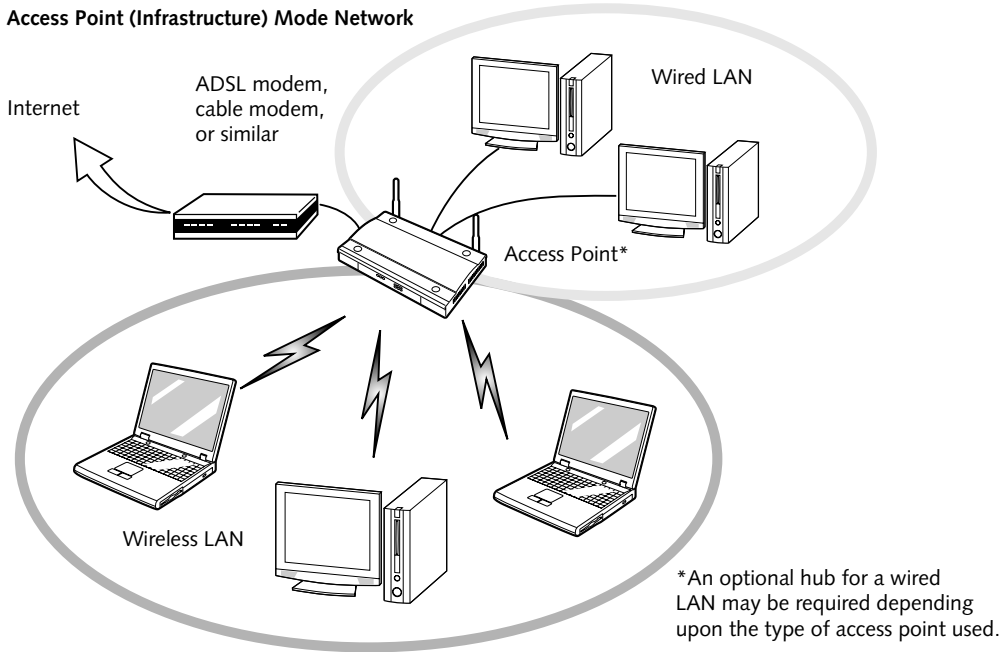 Access Point (Infrastructure) Mode Network
Internet
ADSL modem,
cable modem,
or similar
Wired LAN
Access Point*
Wireless LAN
*An optional hub for a wired
LAN may be required depending
upon the type of access point used.